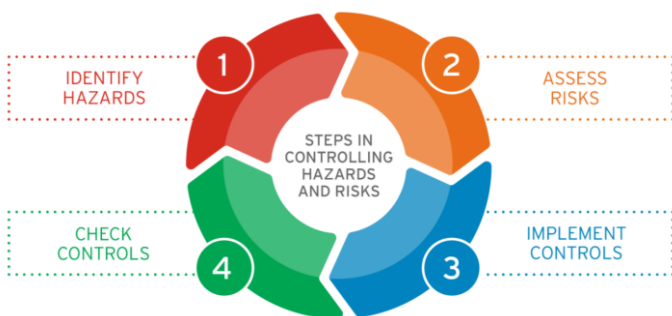 1
IDENTIFY
HAZARDS
2
ASSESS
RISKS
STEPS IN
CONTROLLING
HAZARDS
AND RISKS
3
IMPLEMENT
CONTROLS
4
CHECK
CONTROLS